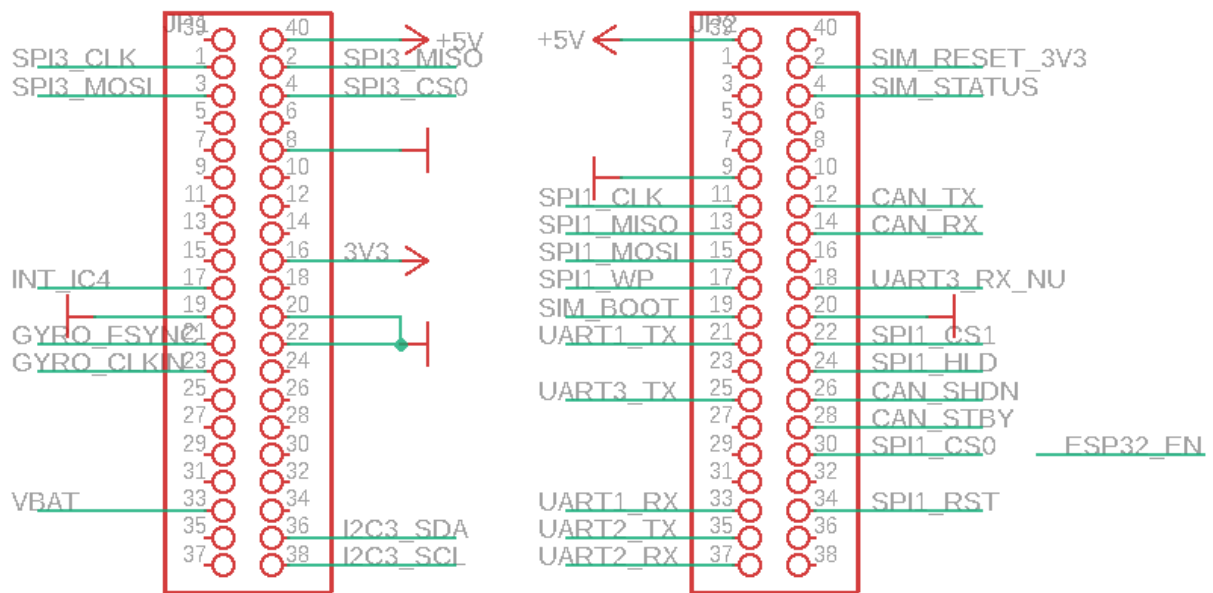 JP1
39 40 +5V
SPI3_CLK 1 2 SPI3_MISO
SPI3_MOSI 3 4 SPI3_CS0
5 6
7 8
9 10
11 12
13 14
15 16 3V3
INT_IC4 17 18
19 20
GYRO_FSYNC 21 22
GYRO_CLKIN 23 24
25 26
27 28
29 30
31 32
VBAT 33 34
35 36 I2C3_SDA
37 38 I2C3_SCL
JP2
+5V 39 40
1 2 SIM_RESET_3V3
3 4 SIM_STATUS
5 6
7 8
9 10
SPI1_CLK 11 12 CAN_TX
SPI1_MISO 13 14 CAN_RX
SPI1_MOSI 15 16
SPI1_WP 17 18 UART3_RX_NU
SIM_BOOT 19 20
UART1_TX 21 22 SPI1_CS1
23 24 SPI1_HLD
UART3_TX 25 26 CAN_SHDN
27 28 CAN_STBY
29 30 SPI1_CS0 ESP32_EN
31 32
UART1_RX 33 34 SPI1_RST
UART2_TX 35 36
UART2_RX 37 38